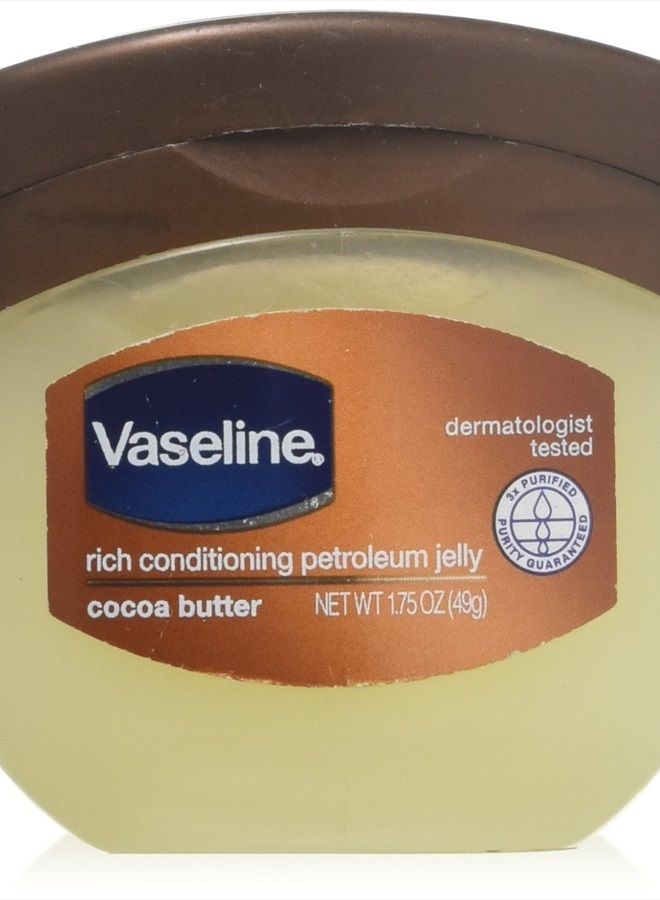 Vaseline®
dermatologist
tested
3x PURIFIED
PURITY GUARANTEED
rich conditioning petroleum jelly
cocoa butter NET WT 1.75 OZ (49g)